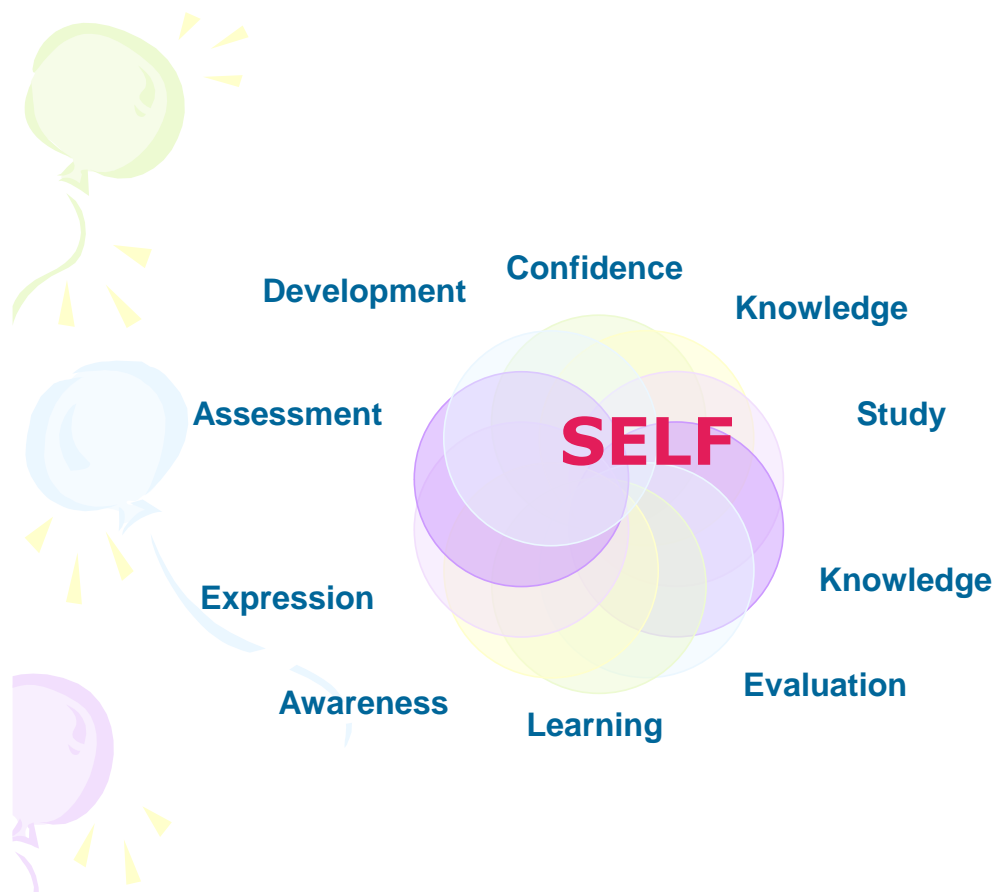 Confidence
Development
Knowledge
Assessment
SELF
Study
Knowledge
Expression
Evaluation
Awareness
Learning